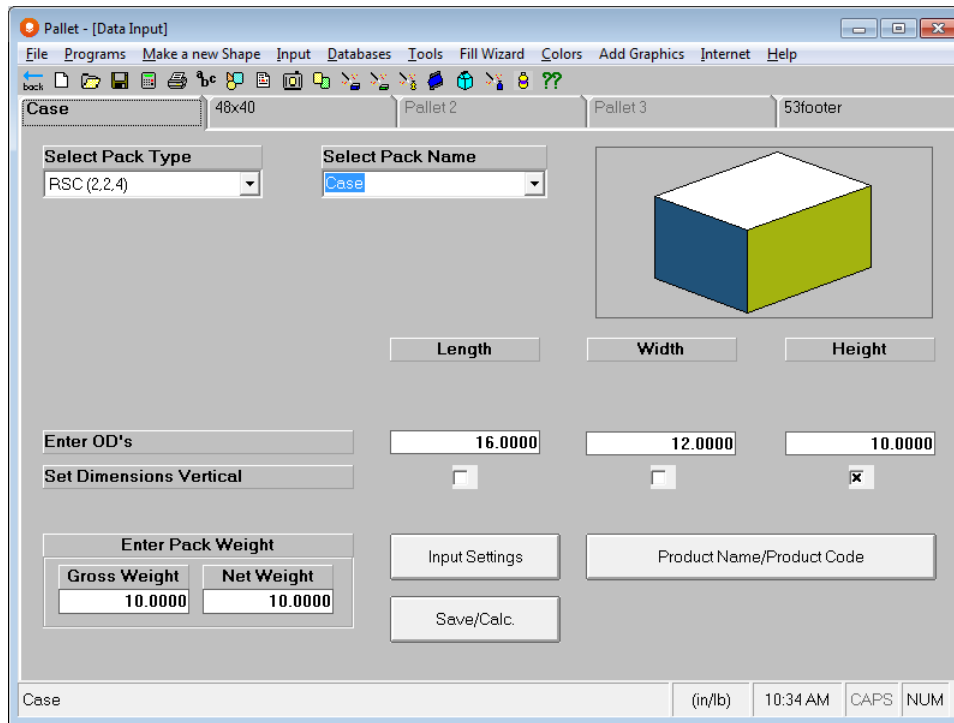 Pallet - [Data Input]
File Programs Make a new Shape Input Databases Tools Fill Wizard Colors Add Graphics Internet Help
back abc ??
Case 48x40 Pallet 2 Pallet 3 53footer
Select Pack Type Select Pack Name
RSC (2,2,4) Case
Length Width Height
Enter OD's 16.0000 12.0000 10.0000
Set Dimensions Vertical
Enter Pack Weight
Input Settings Product Name/Product Code
Gross Weight Net Weight
10.0000 10.0000
Save/Calc.
Case (in/lb) 10:34 AM CAPS NUM